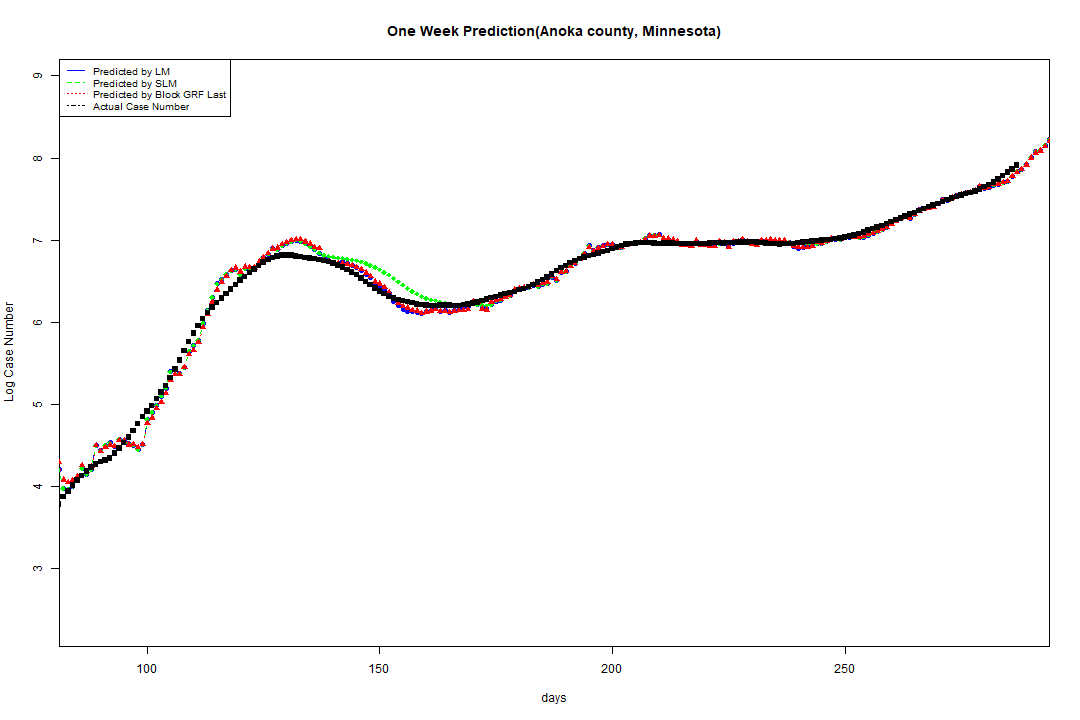 One Week Prediction(Anoka county, Minnesota)
Predicted by LM
Predicted by SLM
Predicted by Block GRF Last
Actual Case Number
9
8
7
6
5
4
3
Log Case Number
100 150 200 250
days